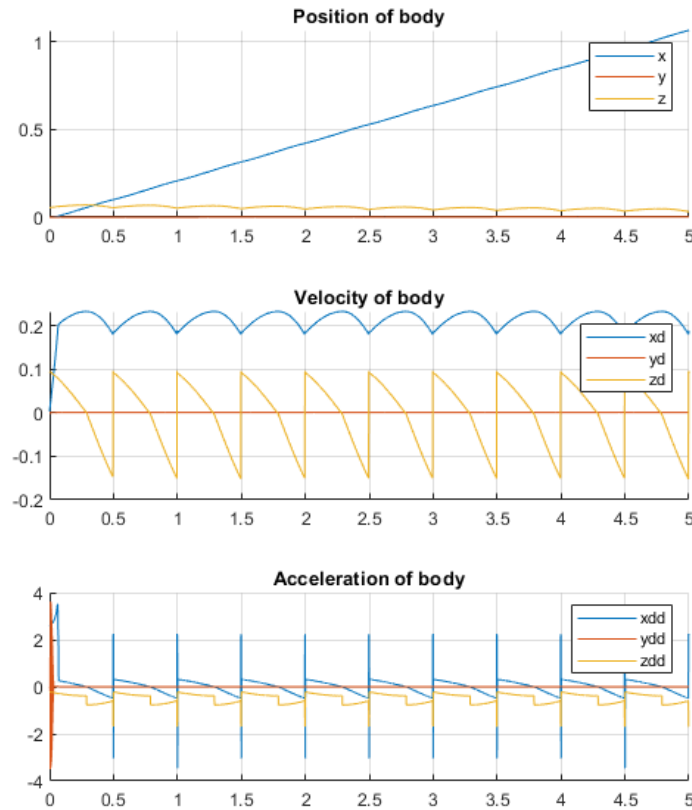 Position of body
1
0.5
0
x
y
z
0 0.5 1 1.5 2 2.5 3 3.5 4 4.5 5
Velocity of body
0.2
0.1
0
-0.1
-0.2
xd
yd
zd
0 0.5 1 1.5 2 2.5 3 3.5 4 4.5 5
Acceleration of body
4
2
0
-2
-4
xdd
ydd
zdd
0 0.5 1 1.5 2 2.5 3 3.5 4 4.5 5